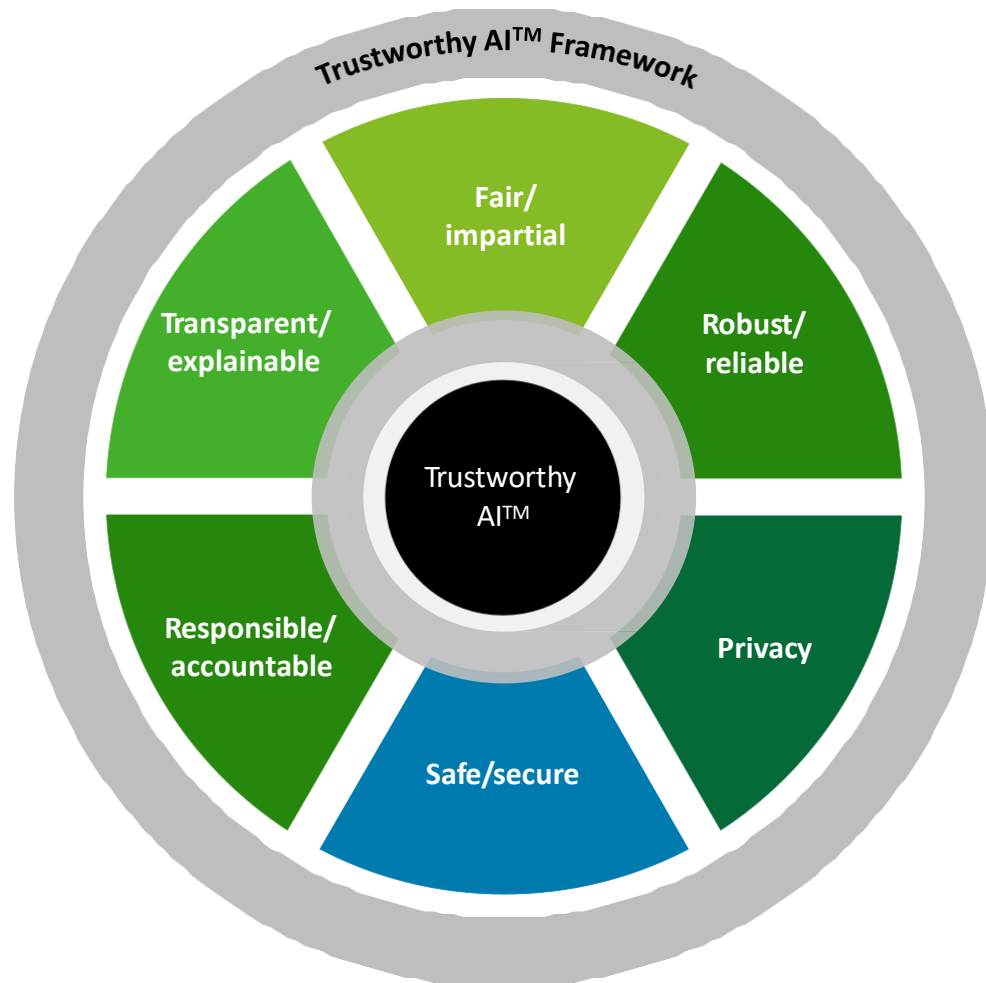 Trustworthy AI™ Framework
Fair/
impartial
Transparent/
explainable
Robust/
reliable
Trustworthy
AI™
Responsible/
accountable
Privacy
Safe/secure